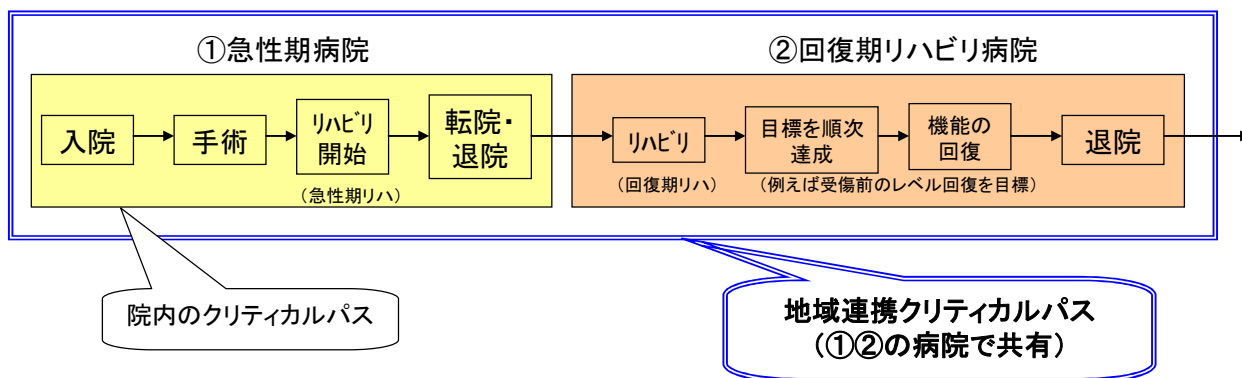 ①急性期病院
②回復期リハビリ病院
入院
手術
ﾘﾊﾋﾞﾘ
開始
転院・
退院
（急性期リハ）
ﾘﾊﾋﾞﾘ
目標を順次
達成
機能の
回復
退院
（回復期リハ）
（例えば受傷前のレベル回復を目標）
院内のクリティカルパス
地域連携クリティカルパス
（①②の病院で共有）